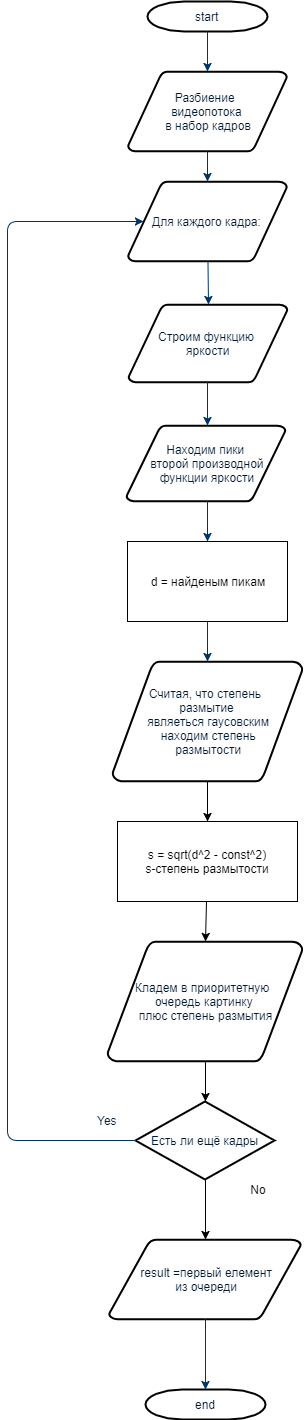 start
Разбиение
видеопотока
в набор кадров
Для каждого кадра:
Строим функцию
яркости
Находим пики
второй производной
функции яркости
d = найденым пикам
Считая, что степень
размытие
являеться гаусовским
находим степень
размытости
s = sqrt(d^2 - const^2)
s-степень размытости
Кладем в приоритетную
очередь картинку
плюс степень размытия
Yes
Есть ли ещё кадры
No
result =первый елемент
из очереди
end